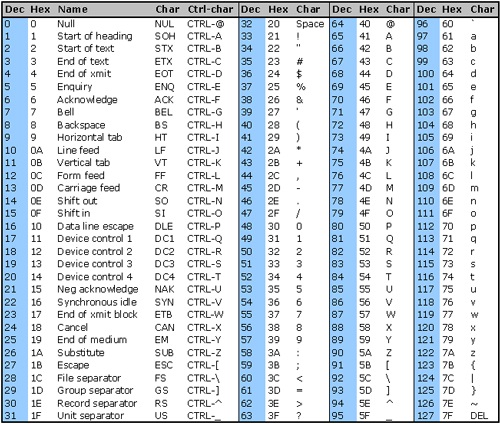 Dec Hex Name Char Ctrl-char Dec Hex Char Dec Hex Char Dec Hex Char
0 0 Null NUL CTRL-@ 32 20 Space 64 40 @ 96 60 `
1 1 Start of heading SOH CTRL-A 33 21 ! 65 41 A 97 61 a
2 2 Start of text STX CTRL-B 34 22 " 66 42 B 98 62 b
3 3 End of text ETX CTRL-C 35 23 # 67 43 C 99 63 c
4 4 End of xmit EOT CTRL-D 36 24 $ 68 44 D 100 64 d
5 5 Enquiry ENQ CTRL-E 37 25 % 69 45 E 101 65 e
6 6 Acknowledge ACK CTRL-F 38 26 & 70 46 F 102 66 f
7 7 Bell BEL CTRL-G 39 27 ' 71 47 G 103 67 g
8 8 Backspace BS CTRL-H 40 28 ( 72 48 H 104 68 h
9 9 Horizontal tab HT CTRL-I 41 29 ) 73 49 I 105 69 i
10 0A Line feed LF CTRL-J 42 2A * 74 4A J 106 6A j
11 0B Vertical tab VT CTRL-K 43 2B + 75 4B K 107 6B k
12 0C Form feed FF CTRL-L 44 2C , 76 4C L 108 6C l
13 0D Carriage feed CR CTRL-M 45 2D - 77 4D M 109 6D m
14 0E Shift out SO CTRL-N 46 2E . 78 4E N 110 6E n
15 0F Shift in SI CTRL-O 47 2F / 79 4F O 111 6F o
16 10 Data line escape DLE CTRL-P 48 30 0 80 50 P 112 70 p
17 11 Device control 1 DC1 CTRL-Q 49 31 1 81 51 Q 113 71 q
18 12 Device control 2 DC2 CTRL-R 50 32 2 82 52 R 114 72 r
19 13 Device control 3 DC3 CTRL-S 51 33 3 83 53 S 115 73 s
20 14 Device control 4 DC4 CTRL-T 52 34 4 84 54 T 116 74 t
21 15 Neg acknowledge NAK CTRL-U 53 35 5 85 55 U 117 75 u
22 16 Synchronous idle SYN CTRL-V 54 36 6 86 56 V 118 76 v
23 17 End of xmit block ETB CTRL-W 55 37 7 87 57 W 119 77 w
24 18 Cancel CAN CTRL-X 56 38 8 88 58 X 120 78 x
25 19 End of medium EM CTRL-Y 57 39 9 89 59 Y 121 79 y
26 1A Substitute SUB CTRL-Z 58 3A : 90 5A Z 122 7A z
27 1B Escape ESC CTRL-[ 59 3B ; 91 5B [ 123 7B {
28 1C File separator FS CTRL-\ 60 3C < 92 5C \ 124 7C |
29 1D Group separator GS CTRL-] 61 3D = 93 5D ] 125 7D }
30 1E Record separator RS CTRL-^ 62 3E > 94 5E ^ 126 7E ~
31 1F Unit separator US CTRL-_ 63 3F ? 95 5F _ 127 7F DEL